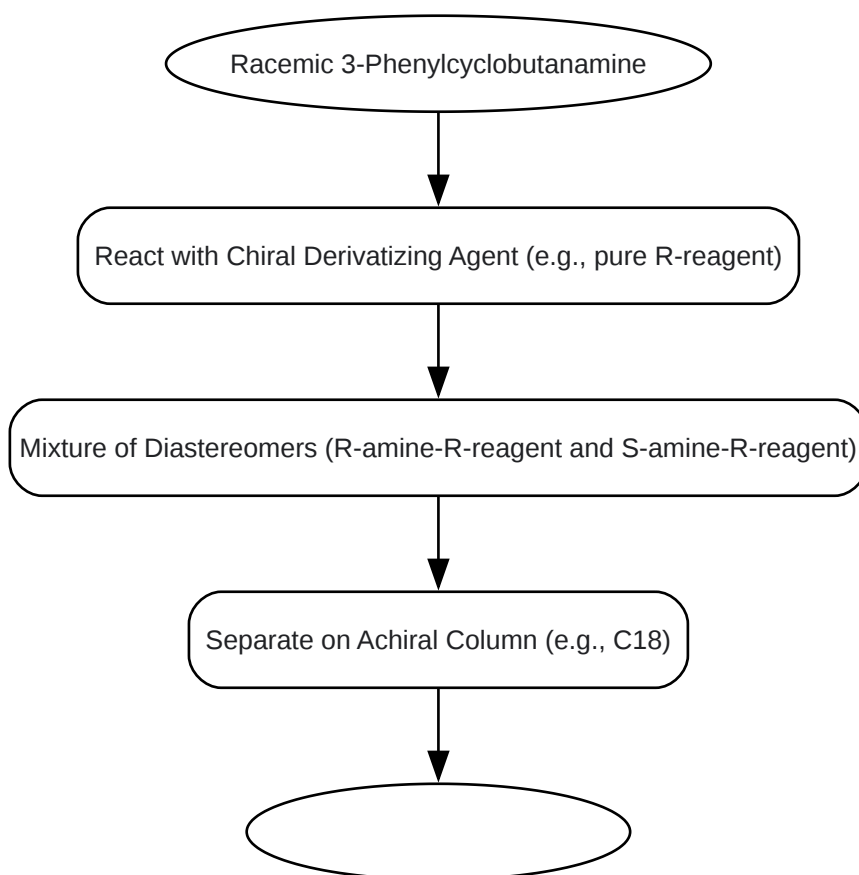 Racemic 3-Phenylcyclobutanamine
React with Chiral Derivatizing Agent (e.g., pure R-reagent)
Mixture of Diastereomers (R-amine-R-reagent and S-amine-R-reagent)
Separate on Achiral Column (e.g., C18)